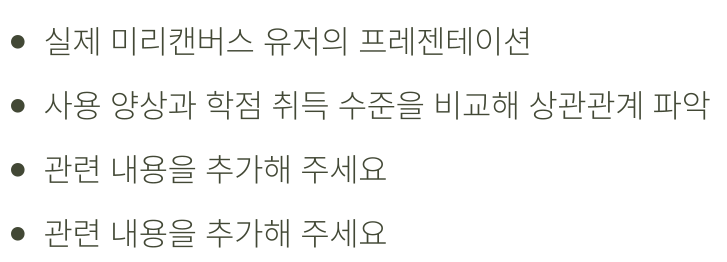 ● 실제 미리캔버스 유저의 프레젠테이션
● 사용 양상과 학점 취득 수준을 비교해 상관관계 파악
● 관련 내용을 추가해 주세요
● 관련 내용을 추가해 주세요